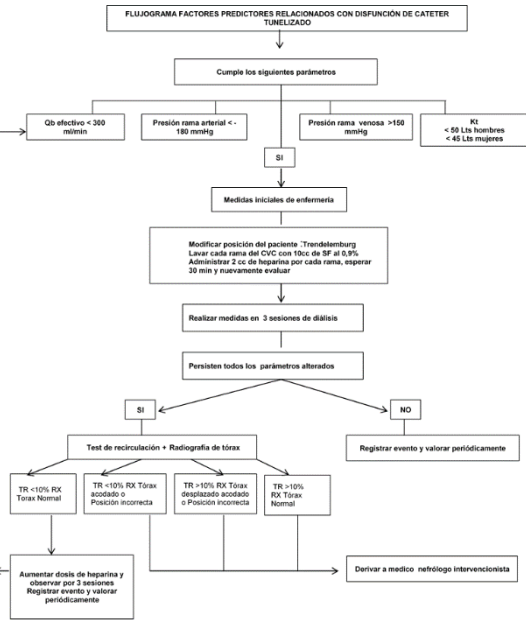 FLUJOGRAMA FACTORES PREDICTORES RELACIONADOS CON DISFUNCIÓN DE CATETER
TUNELIZADO
Cumple los siguientes parámetros
Qb efectivo < 300
ml/min
Presión rama arterial < -
180 mmHg
Presión rama venosa >150
mmHg
Kt
< 50 Lts hombres
< 45 Lts mujeres
SI
Medidas iniciales de enfermería
Modificar posición del paciente :Trendelemburg
Lavar cada rama del CVC con 10cc de SF al 0,9%
Administrar 2 cc de heparina por cada rama, esperar
30 min y nuevamente evaluar
Realizar medidas en 3 sesiones de diálisis
Persisten todos los parámetros alterados
SI
NO
Test de recirculación + Radiografía de tórax
Registrar evento y valorar periódicamente
TR <10% RX
Torax Normal
TR <10% RX Tórax
acodado o
Posición incorrecta
TR >10% RX Tórax
desplazado acodado
o Posición incorrecta
TR >10%
RX Tórax
Normal
Aumentar dosis de heparina y
observar por 3 sesiones
Registrar evento y valorar
periódicamente
Derivar a medico nefrólogo intervencionista